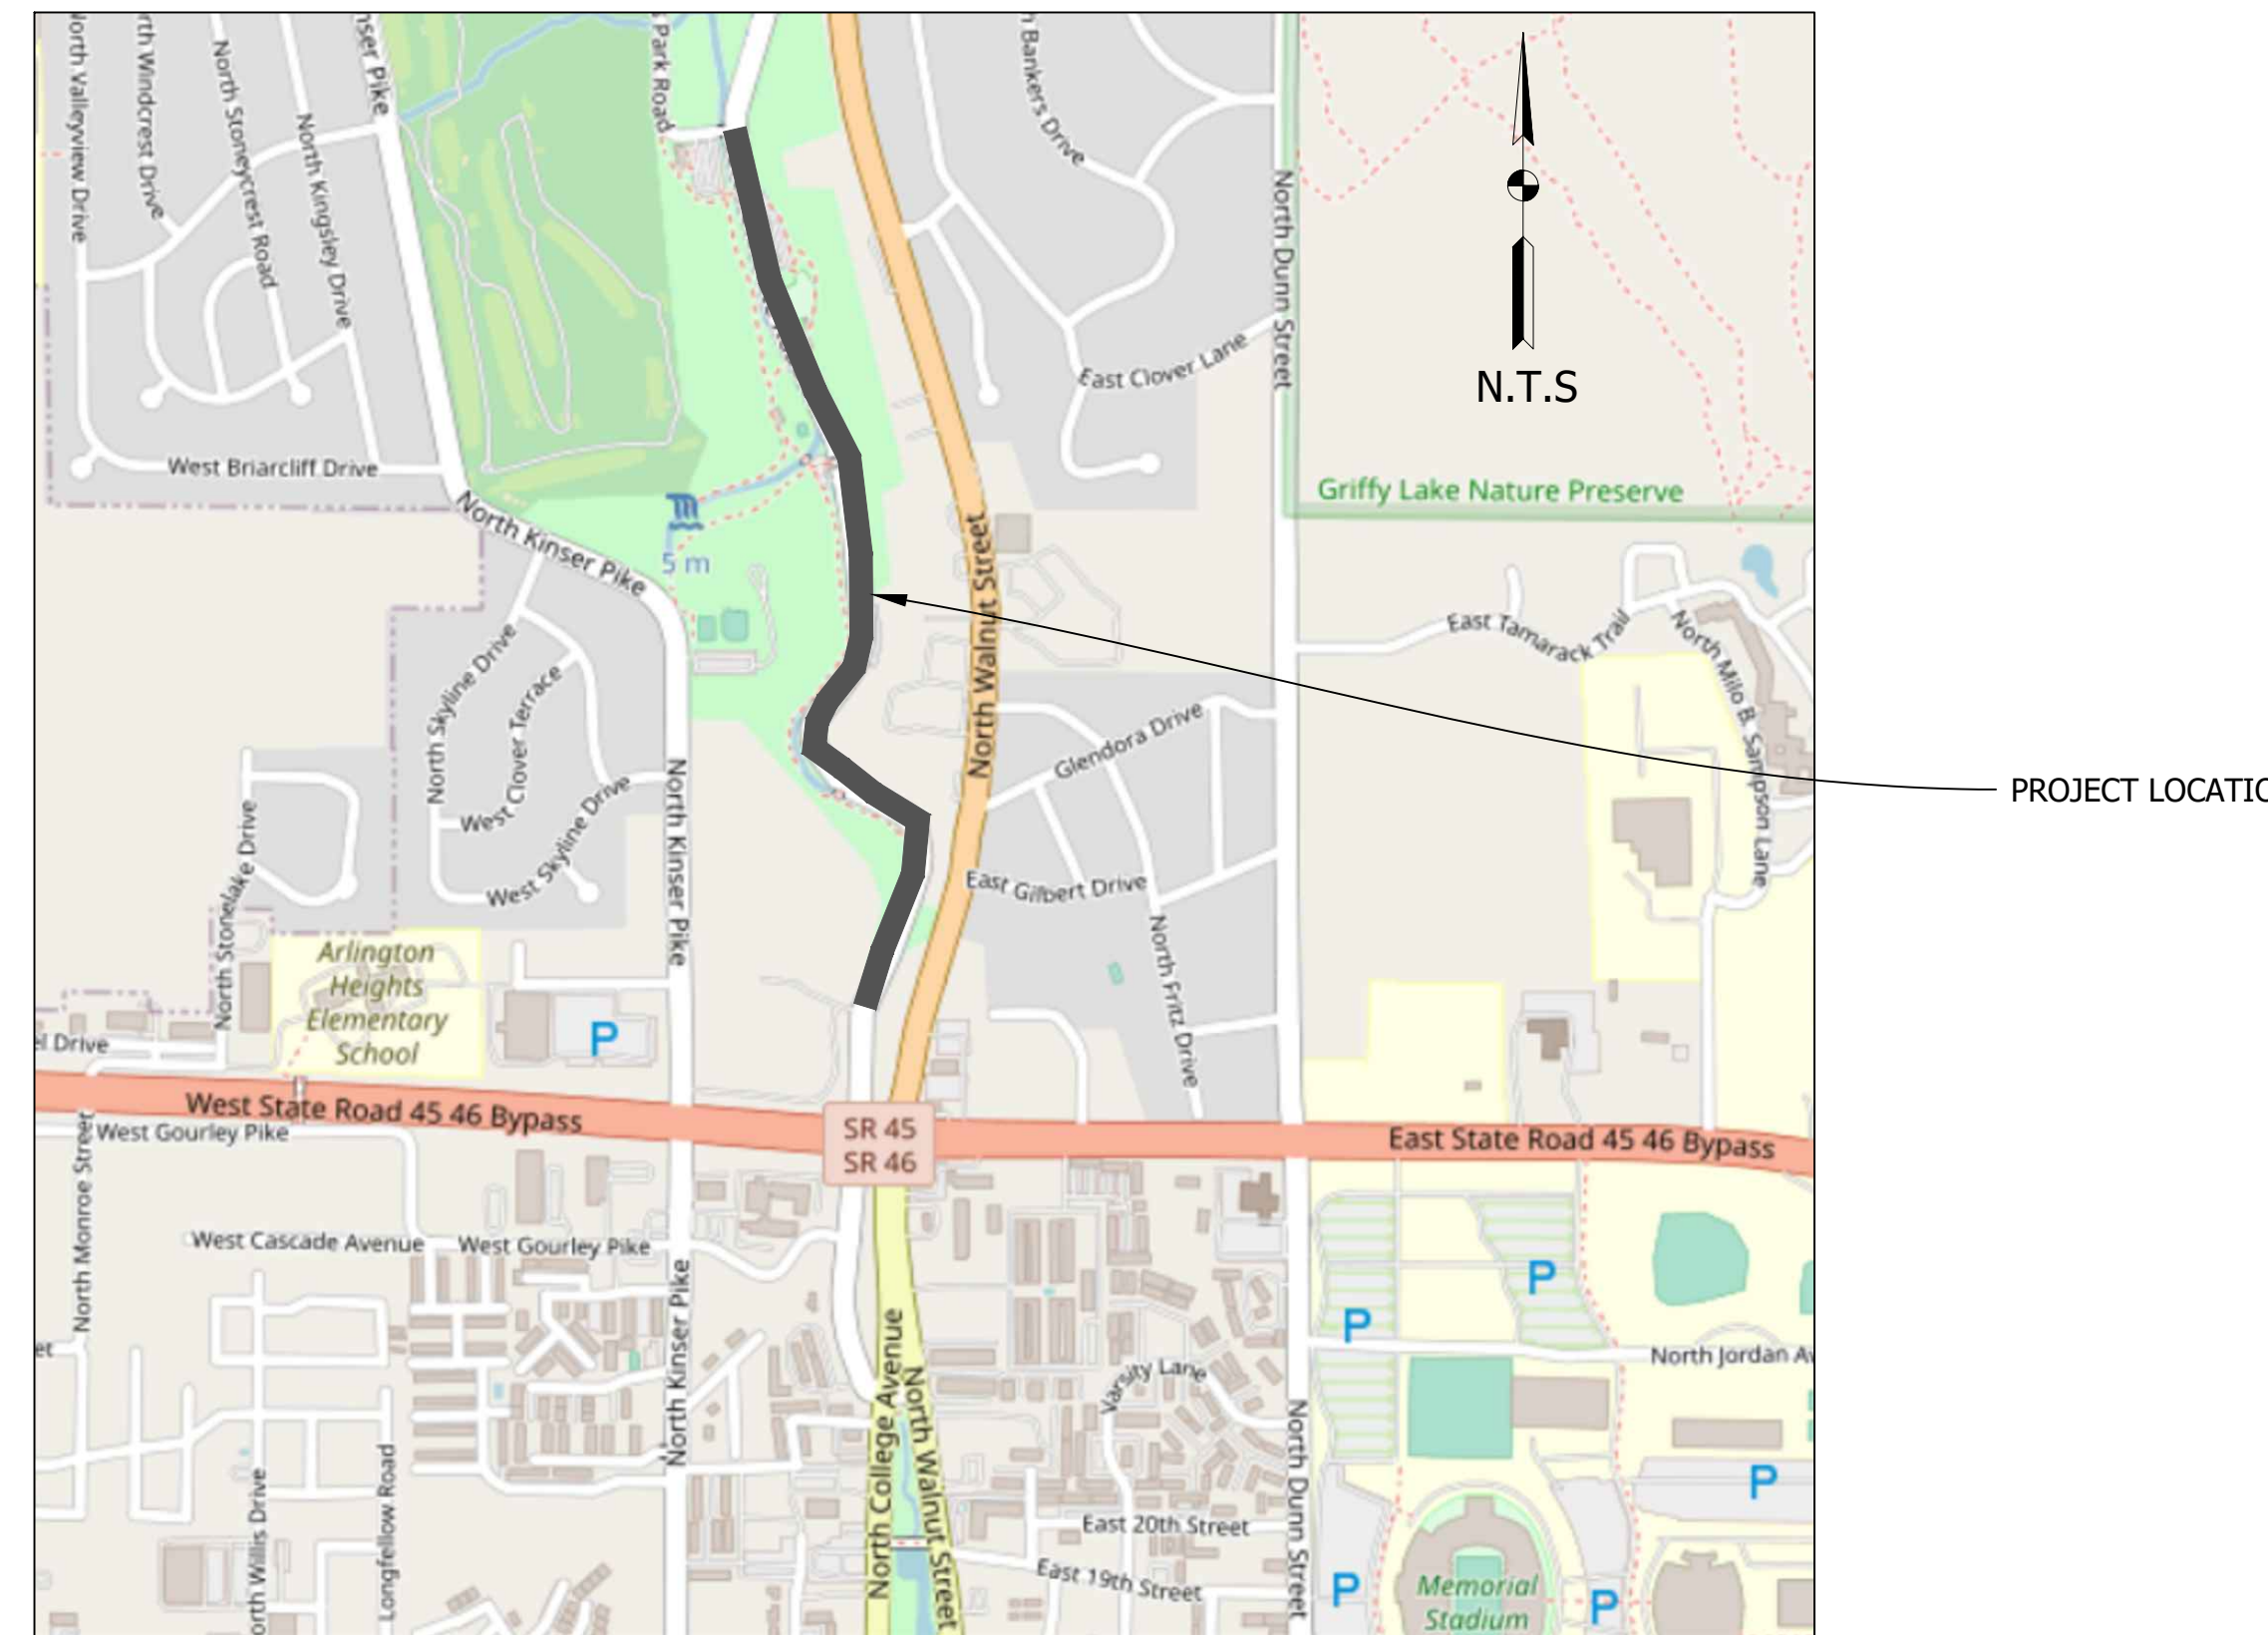 North Valleyview Drive
North Stoneycrest Road
North Kingsley Drive
Park Road
Bankers Drive
North Dunn Street
N.T.S
East Clover Lane
West Briarcliff Drive
Griffy Lake Nature Preserve
North Kinser Pike
5 m
North Walnut Street
East Tamarack Trail
North Milo B. Sampson Lane
North Skyline Drive
West Clover Terrace
Glendora Drive
PROJECT LOCATIO
West Skyline Drive
North Kinser Pike
East Gilbert Drive
North Stonelake Drive
Arlington
Heights
Elementary
School
P
North Fritz Drive
el Drive
West State Road 45 46 Bypass
SR 45
SR 46
East State Road 45 46 Bypass
West Gourley Pike
North Monroe Street
West Cascade Avenue
West Gourley Pike
North Kinser Pike
P
P
North College Avenue
North Walnut Street
Varsity Lane
North Jordan Av
North Dunn Street
Longfellow Road
orth Willis Drive
P
East 20th Street
East 19th Street
P
Memorial
Stadium
P